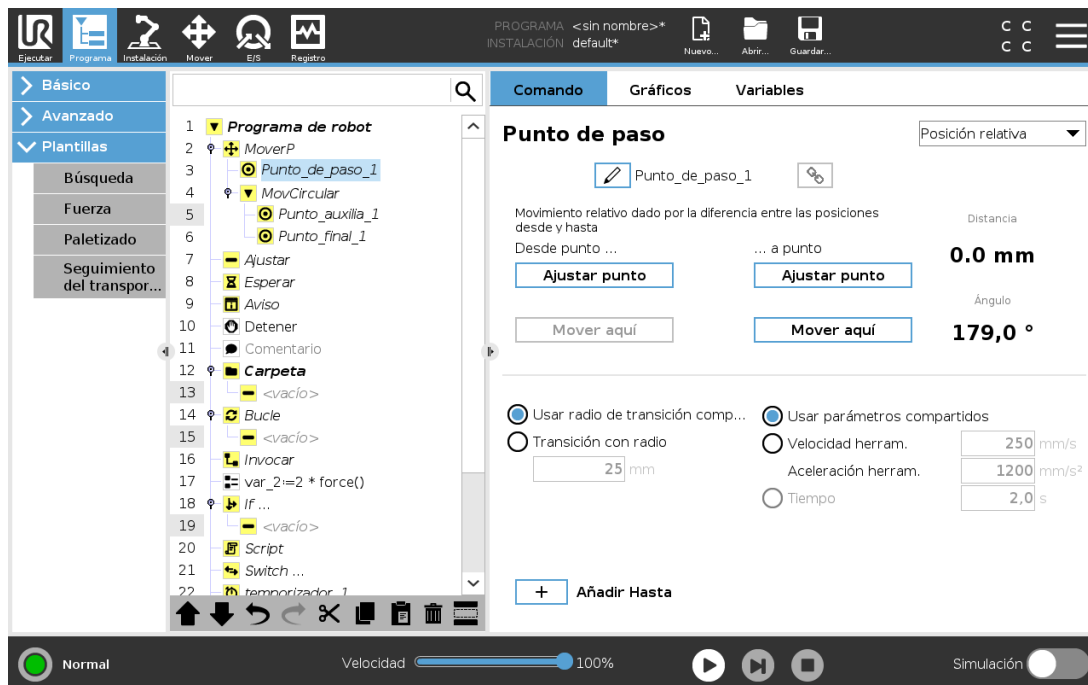 PROGRAMA <sin nombre>*
INSTALACIÓN default*
Ejecutar Programa Instalación Mover E/S Registro Nuevo... Abrir... Guardar...
C C
C C
Básico
Avanzado
Plantillas
Búsqueda
Fuerza
Paletizado
Seguimiento
del transpor...
1 Programa de robot
2 MoverP
3 Punto_de_paso_1
4 MovCircular
5 Punto_auxilia_1
6 Punto_final_1
7 Ajustar
8 Esperar
9 Aviso
10 Detener
11 Comentario
12 Carpeta
13 <vacío>
14 Bucle
15 <vacío>
16 Invocar
17 var_2:=2 * force()
18 If ...
19 <vacío>
20 Script
21 Switch ...
22 temporizador_1
Comando Gráficos Variables
Punto de paso Posición relativa
Punto_de_paso_1
Movimiento relativo dado por la diferencia entre las posiciones
desde y hasta
Distancia
Desde punto ... ... a punto
0.0 mm
Ajustar punto Ajustar punto
Ángulo
Mover aquí Mover aquí 179,0 °
Usar radio de transición comp... Usar parámetros compartidos
Transición con radio Velocidad herram. 250 mm/s
25 mm Aceleración herram. 1200 mm/s²
Tiempo 2,0 s
+ Añadir Hasta
Normal Velocidad 100% Simulación